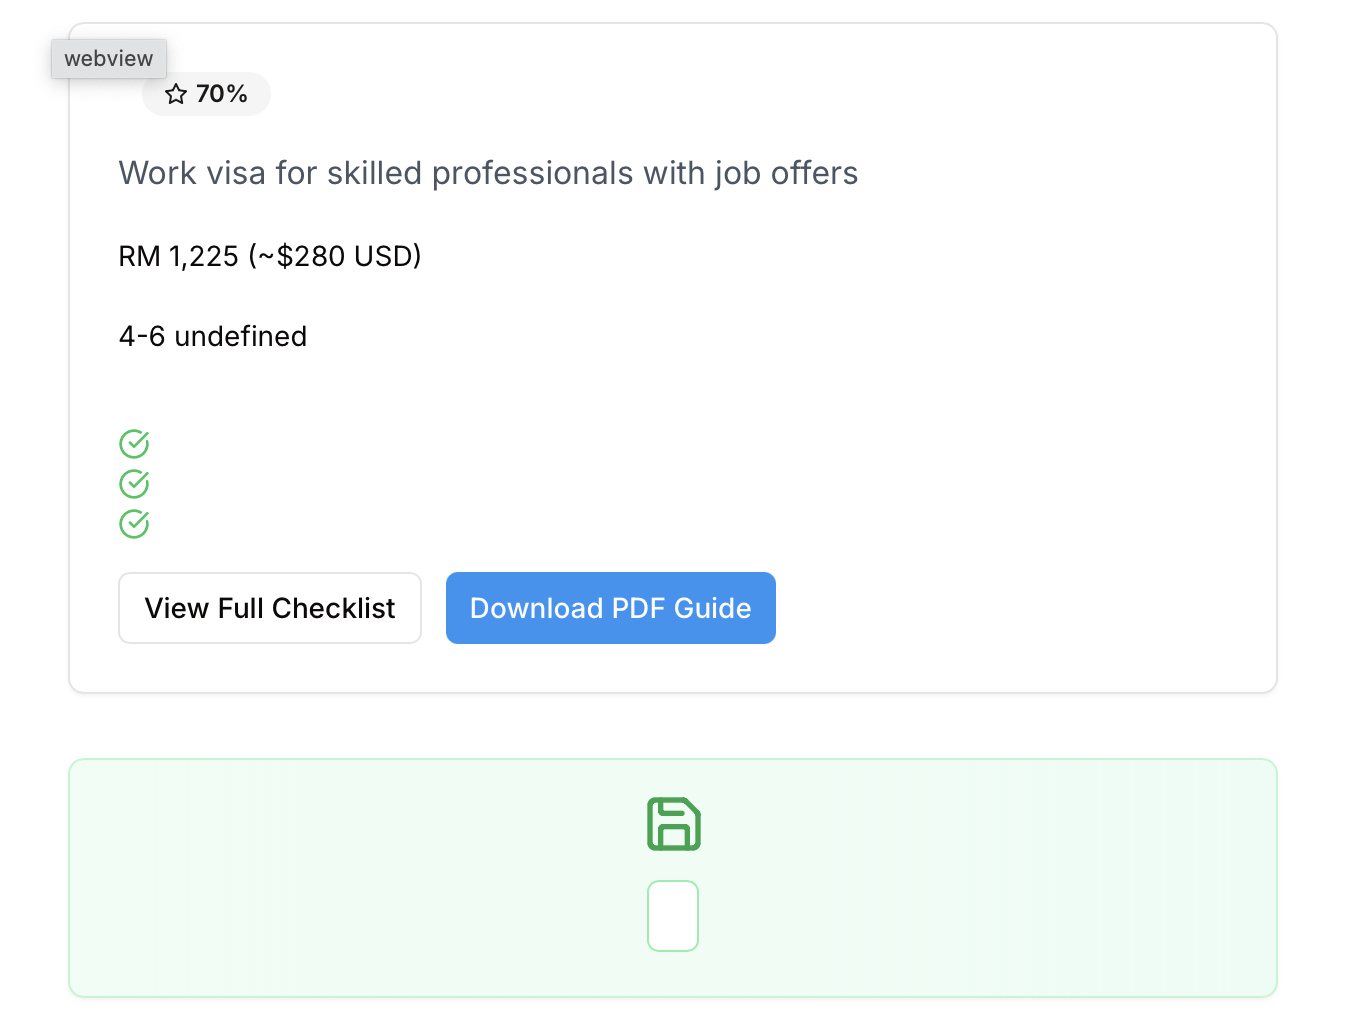 webview
70%
Work visa for skilled professionals with job offers
RM 1,225 (~$280 USD)
4-6 undefined
View Full Checklist
Download PDF Guide